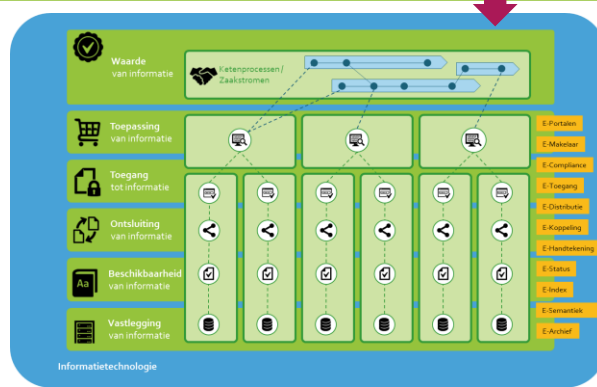 Waarde
van informatie
Ketenprocessen /
Zaakstromen
Toepassing
van informatie
Toegang
tot informatie
Ontsluiting
van informatie
Beschikbaarheid
van informatie
Aa
Vastlegging
van informatie
E-Portalen
E-Makelaar
E-Compliance
E-Toegang
E-Distributie
E-Koppeling
E-Handtekening
E-Status
E-Index
E-Semantiek
E-Archief
Informatietechnologie